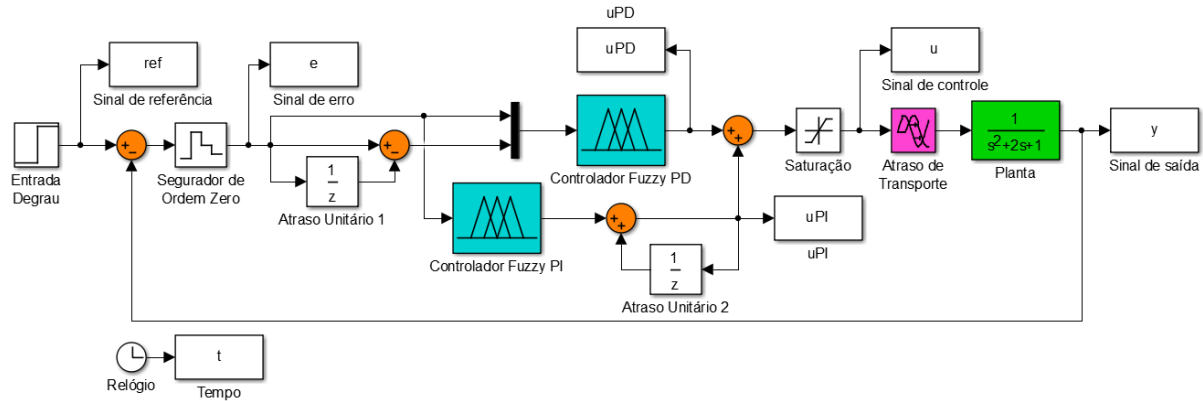 uPD
uPD
ref
Sinal de referência
e
Sinal de erro
u
Sinal de controle
Entrada
Degrau
+
−
Segurador de
Ordem Zero
1
z
Atraso Unitário 1
+
−
Controlador Fuzzy PD
+
+
Saturação
Atraso de
Transporte
1
s²+2s+1
Planta
y
Sinal de saída
Controlador Fuzzy PI
+
+
1
z
Atraso Unitário 2
uPI
uPI
Relógio
t
Tempo